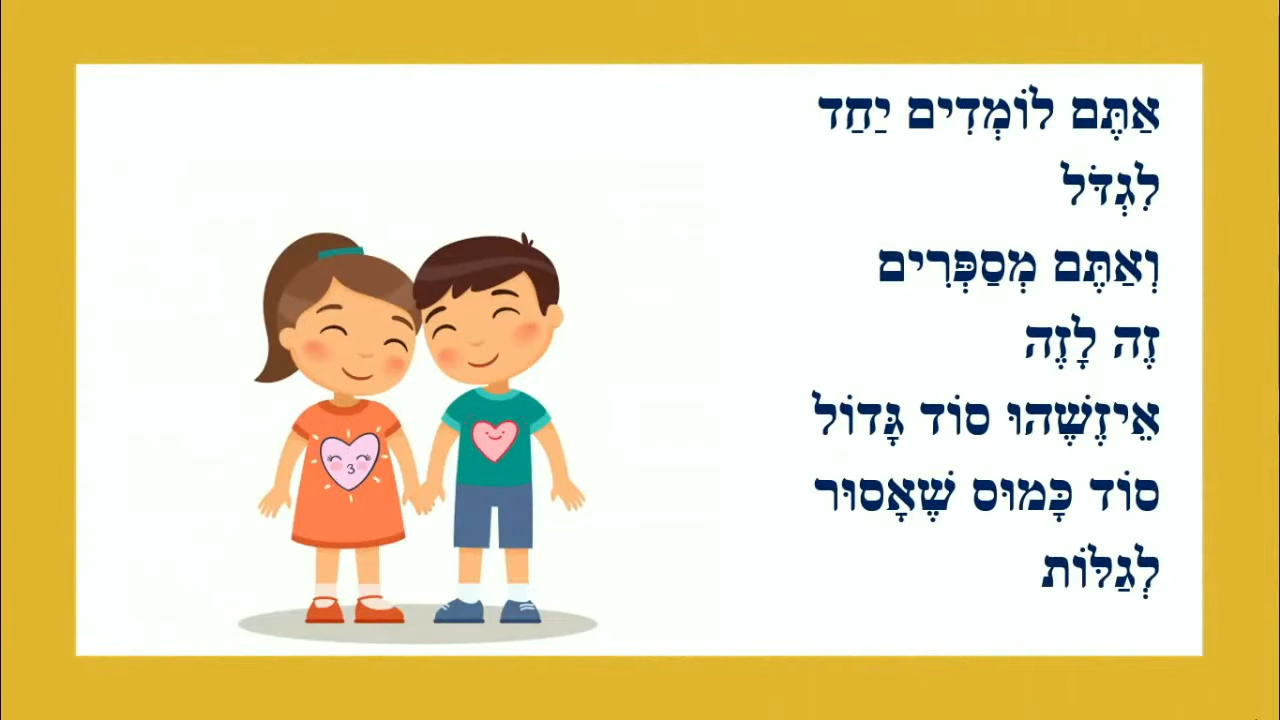 אַתֶּם לוֹמְדִים יַחַד
לִגְדֹּל
וְאַתֶּם מְסַפְּרִים
זֶה לָזֶה
אֵיזֶשֶׁהוּ סוֹד גָּדוֹל
סוֹד כָּמוּס שֶׁאָסוּר
לְגַלּוֹת